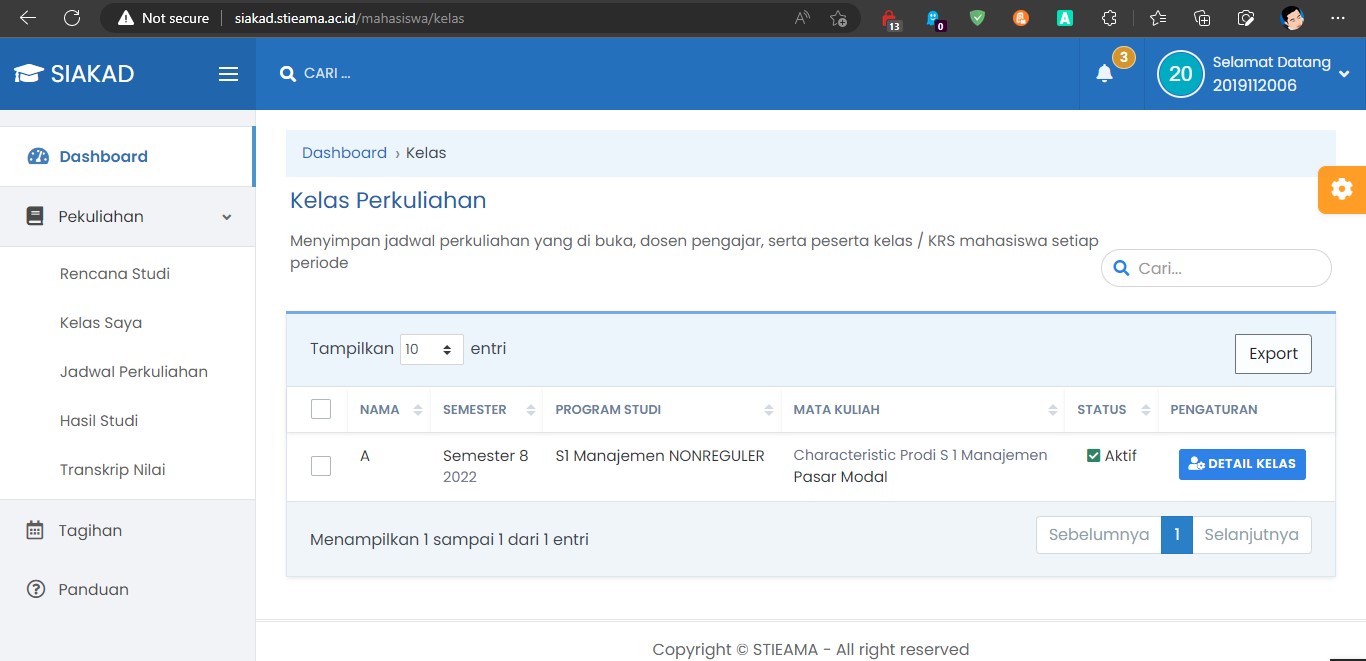 Not secure siakad.stieama.ac.id/mahasiswa/kelas A 13 0 A
SIAKAD CARI ... 3 20 Selamat Datang
2019112006
Dashboard
Pekuliahan
Rencana Studi
Kelas Saya
Jadwal Perkuliahan
Hasil Studi
Transkrip Nilai
Tagihan
Panduan
Dashboard › Kelas
Kelas Perkuliahan
Menyimpan jadwal perkuliahan yang di buka, dosen pengajar, serta peserta kelas / KRS mahasiswa setiap
periode
Cari...
Tampilkan 10 entri Export
NAMA SEMESTER PROGRAM STUDI MATA KULIAH STATUS PENGATURAN
A Semester 8 S1 Manajemen NONREGULER Characteristic Prodi S 1 Manajemen Aktif DETAIL KELAS
2022 Pasar Modal
Menampilkan 1 sampai 1 dari 1 entri Sebelumnya 1 Selanjutnya
Copyright © STIEAMA - All right reserved